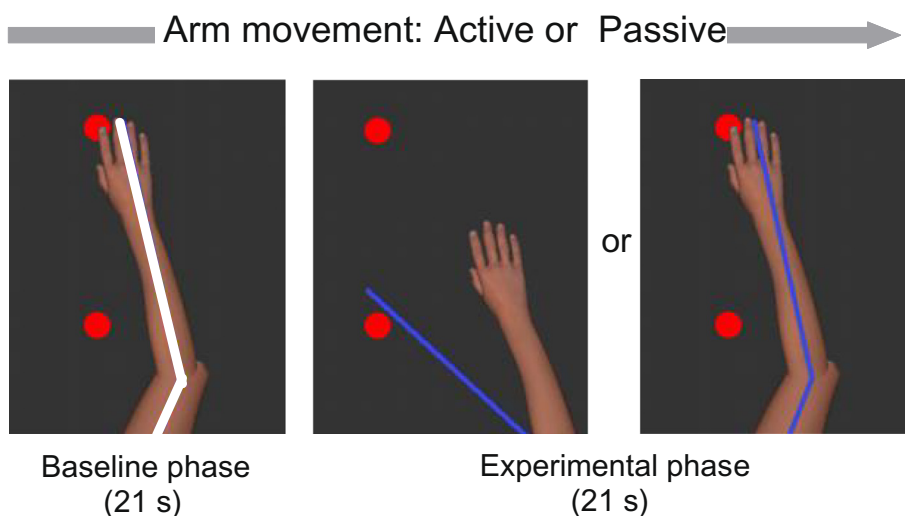 Arm movement: Active or Passive
or
Baseline phase
(21 s)
Experimental phase
(21 s)